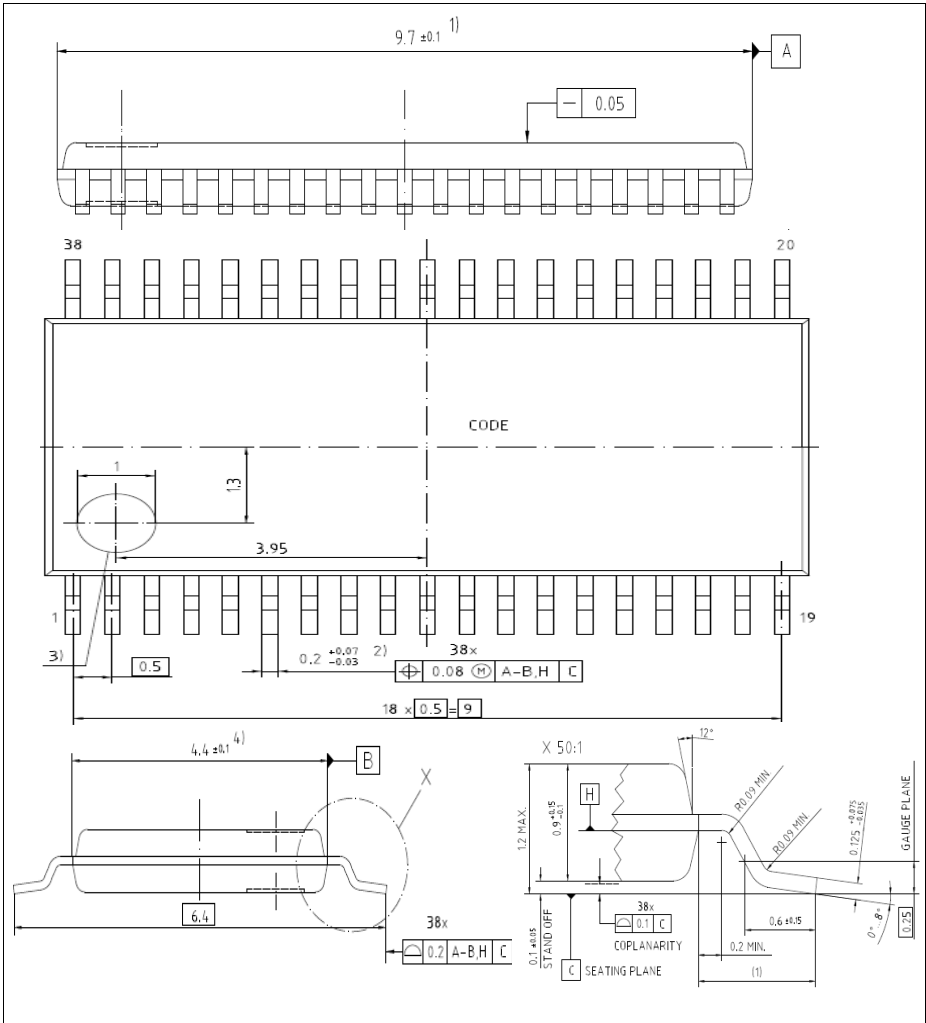 9.7 ±0.1 1)
A
— 0.05
38
20
CODE
1
1.3
3.95
1
19
3)
0.5
0.2 +0.07 -0.03 2)
38x
⌖ 0.08 Ⓜ A-B,H C
18 x 0.5 = 9
4.4 ±0.1 4)
B
X
6.4
38x
⌓ 0.2 A-B,H C
X 50:1
12°
1.2 MAX.
0.9 +0.15 -0.1
H
R0.09 MIN.
R0.09 MIN.
0.125 +0.075 -0.035
GAUGE PLANE
0.1 ±0.05
STAND OFF
38x
⌓ 0.1 C
COPLANARITY
C SEATING PLANE
0.6 ±0.15
0.2 MIN.
(1)
0°...8°
0.25